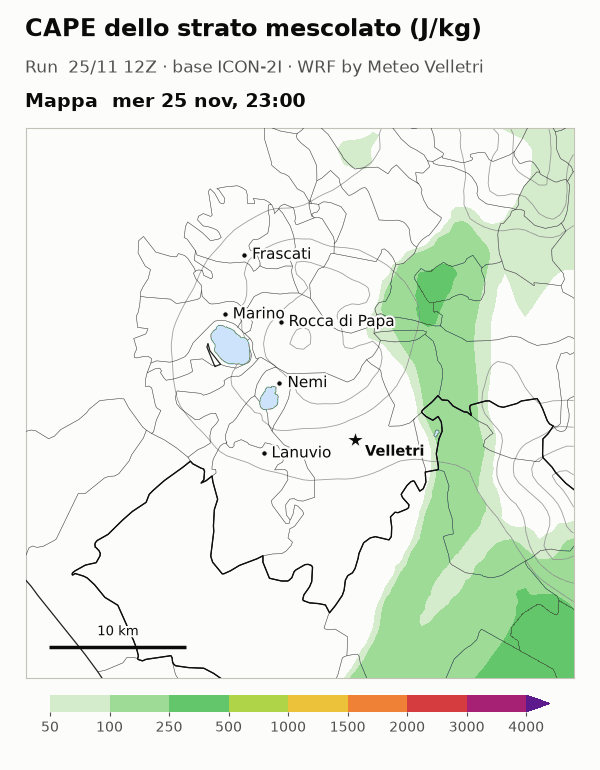 CAPE dello strato mescolato (J/kg)
Run  25/11 12Z · base ICON-2I · WRF by Meteo Velletri
Mappa  mer 25 nov, 23:00
Frascati
Marino
Rocca di Papa
Nemi
Lanuvio
Velletri
10 km
50 100 250 500 1000 1500 2000 3000 4000